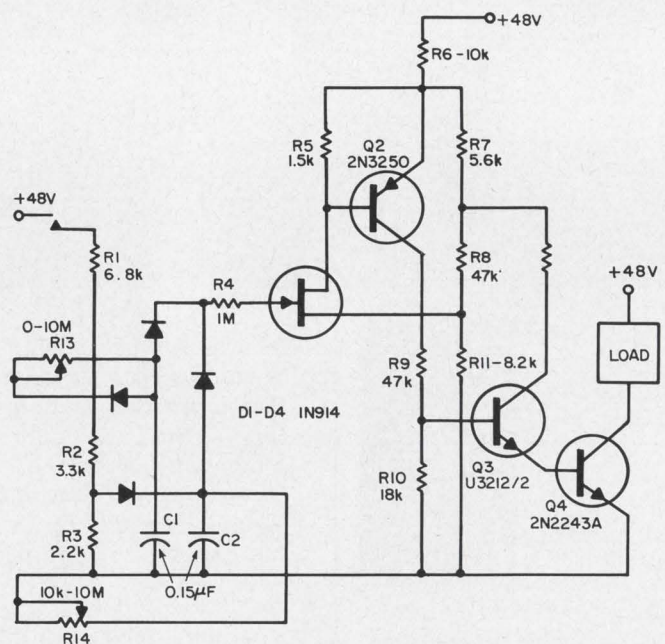 +48V
R6-10k
R5
1.5k
Q2
2N3250
R7
5.6k
+48V
R1
6.8k
R4
1M
R8
47k
+48V
LOAD
0-10M
R13
D1-D4 1N914
R9
47k
R11-8.2k
R2
3.3k
R10
18k
Q3
U3212/2
Q4
2N2243A
R3
2.2k
C1
C2
0.15µF
10k-10M
R14